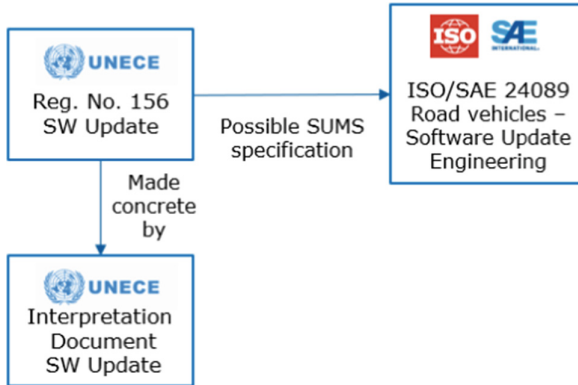 UNECE
Reg. No. 156
SW Update
ISO
SAE
INTERNATIONAL
ISO/SAE 24089
Road vehicles –
Software Update
Engineering
Possible SUMS
specification
Made
concrete
by
UNECE
Interpretation
Document
SW Update